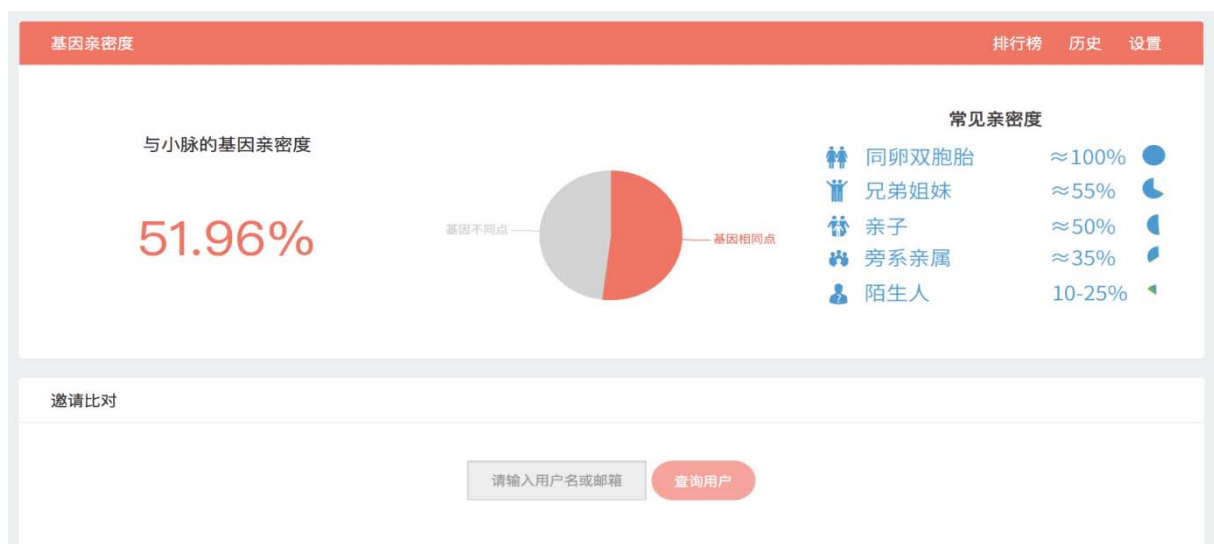 基因亲密度 排行榜 历史 设置
与小脉的基因亲密度
51.96%
基因不同点
基因相同点
常见亲密度
同卵双胞胎 ≈100%
兄弟姐妹 ≈55%
亲子 ≈50%
旁系亲属 ≈35%
陌生人 10-25%
邀请比对
请输入用户名或邮箱 查询用户